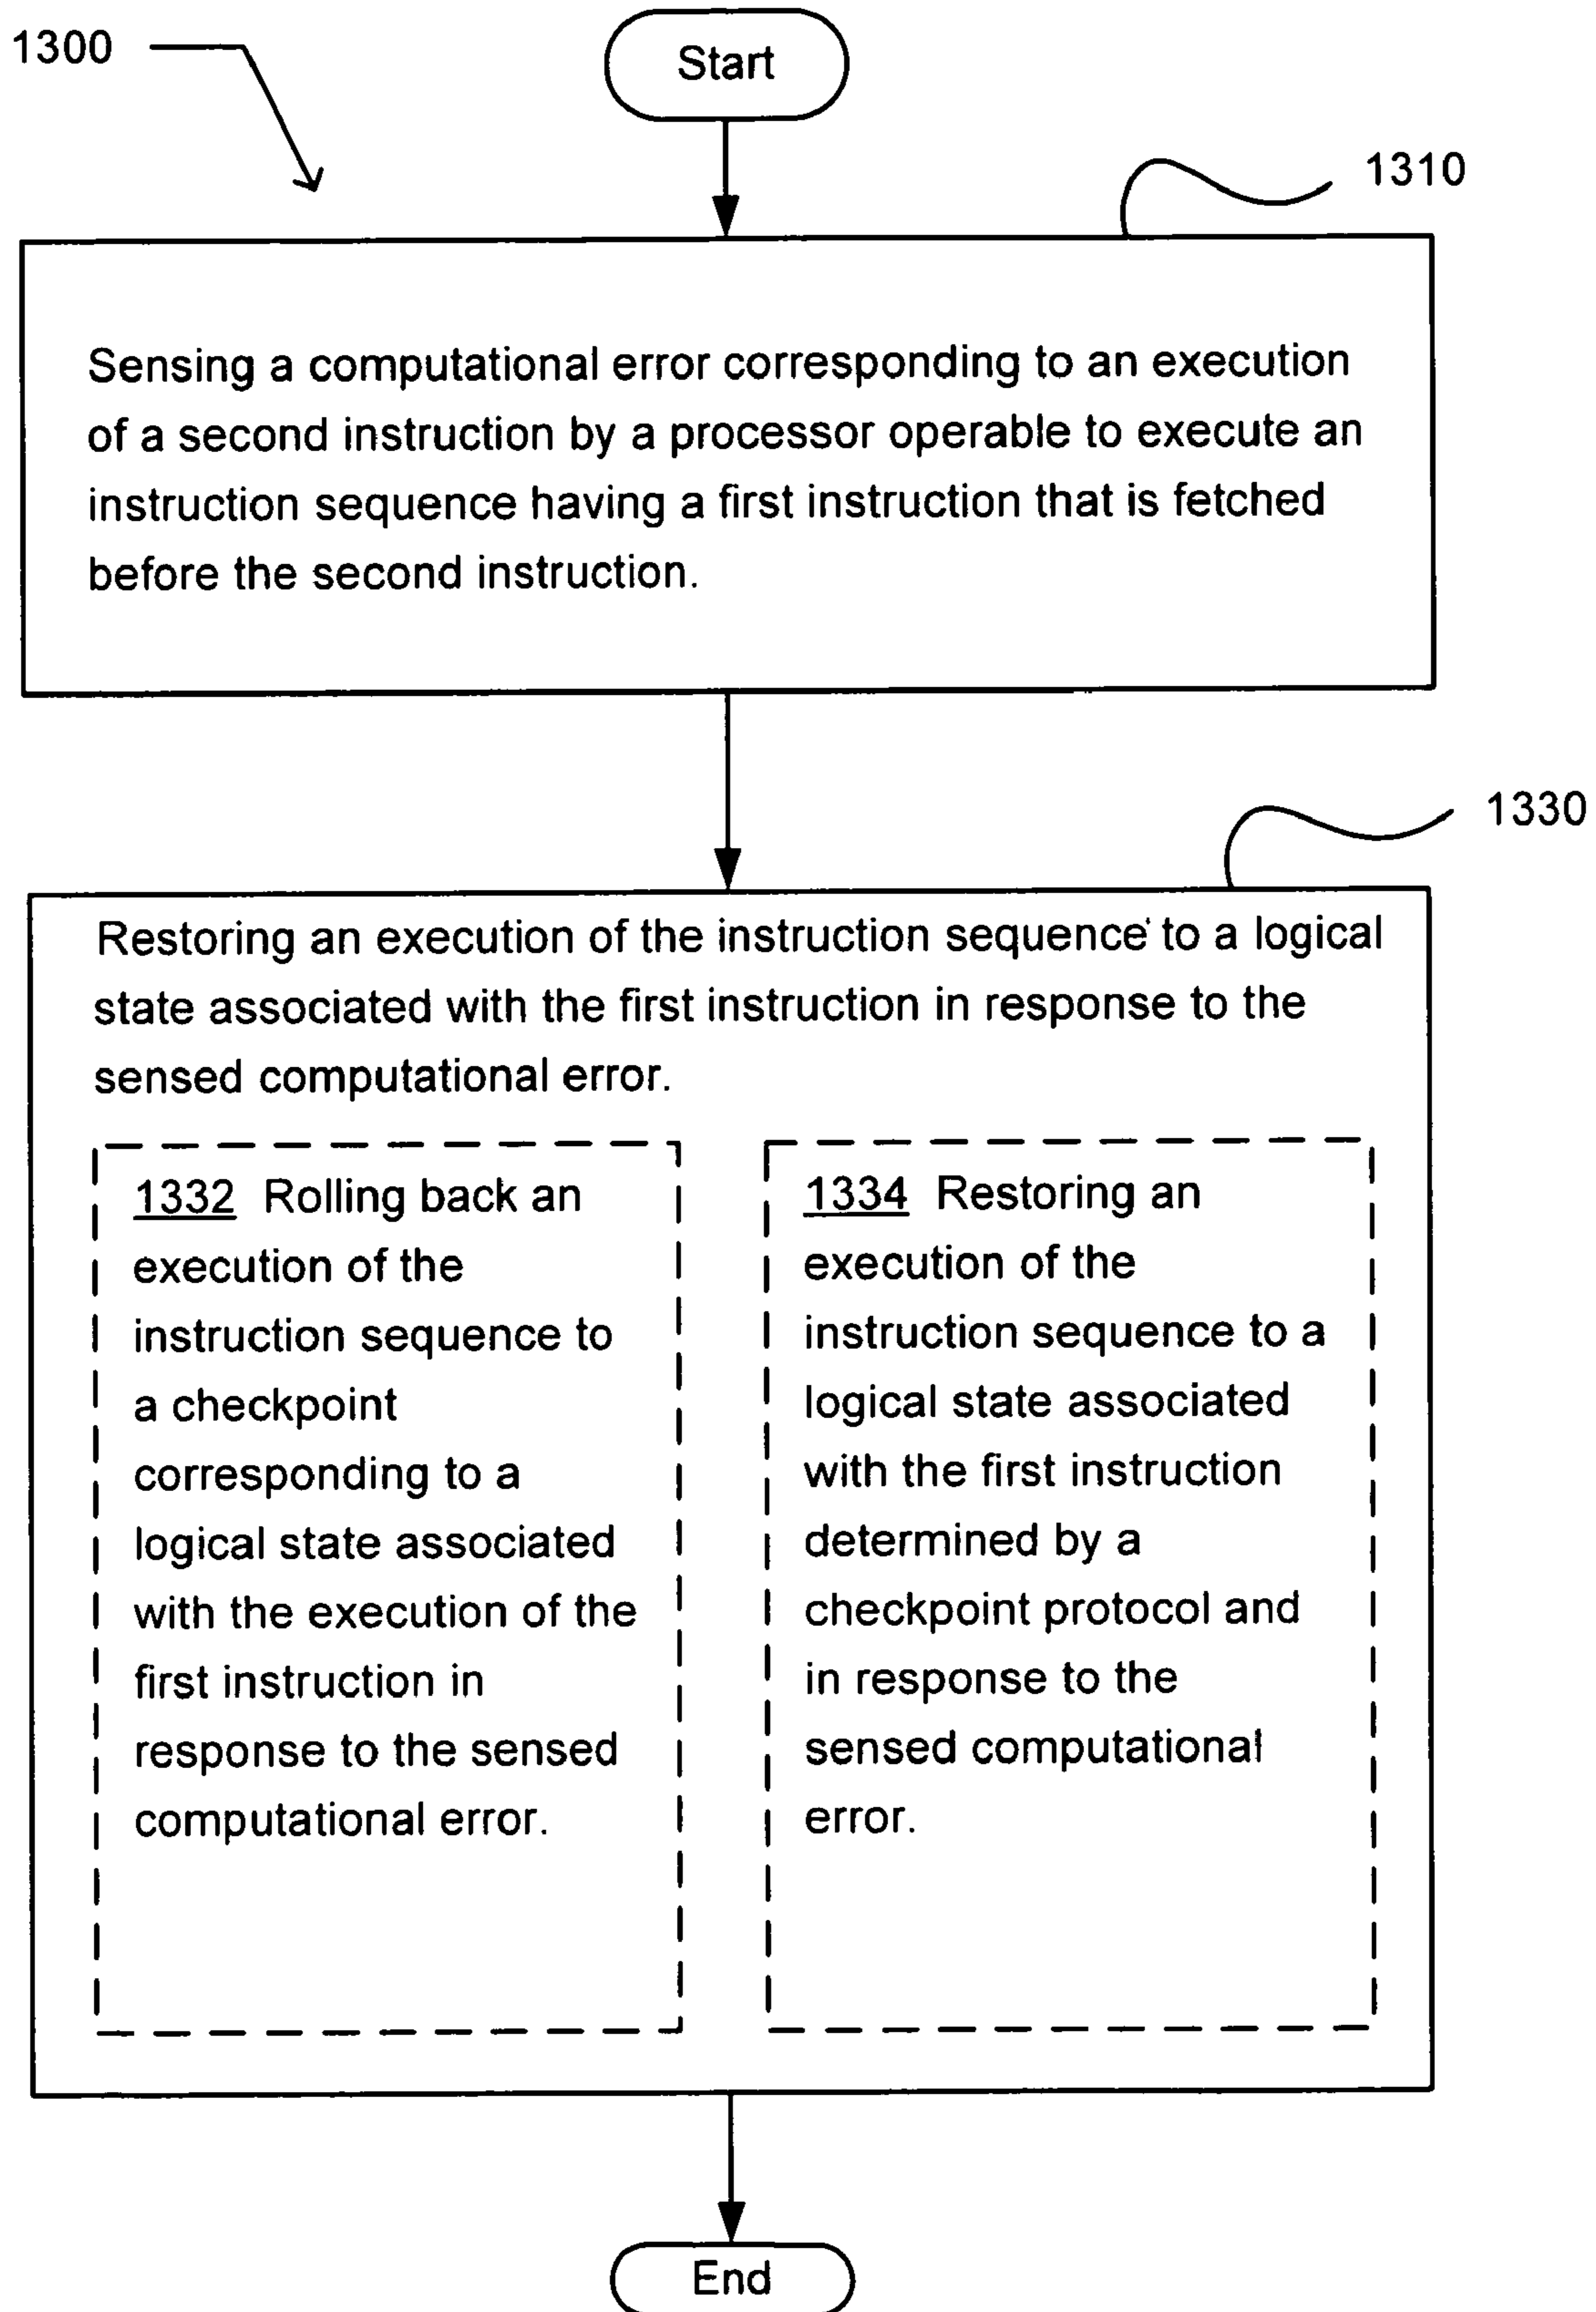 1300
Start
1310
Sensing a computational error corresponding to an execution
of a second instruction by a processor operable to execute an
instruction sequence having a first instruction that is fetched
before the second instruction.
1330
Restoring an execution of the instruction sequence to a logical
state associated with the first instruction in response to the
sensed computational error.
1332 Rolling back an
execution of the
instruction sequence to
a checkpoint
corresponding to a
logical state associated
with the execution of the
first instruction in
response to the sensed
computational error.
1334 Restoring an
execution of the
instruction sequence to a
logical state associated
with the first instruction
determined by a
checkpoint protocol and
in response to the
sensed computational
error.
End